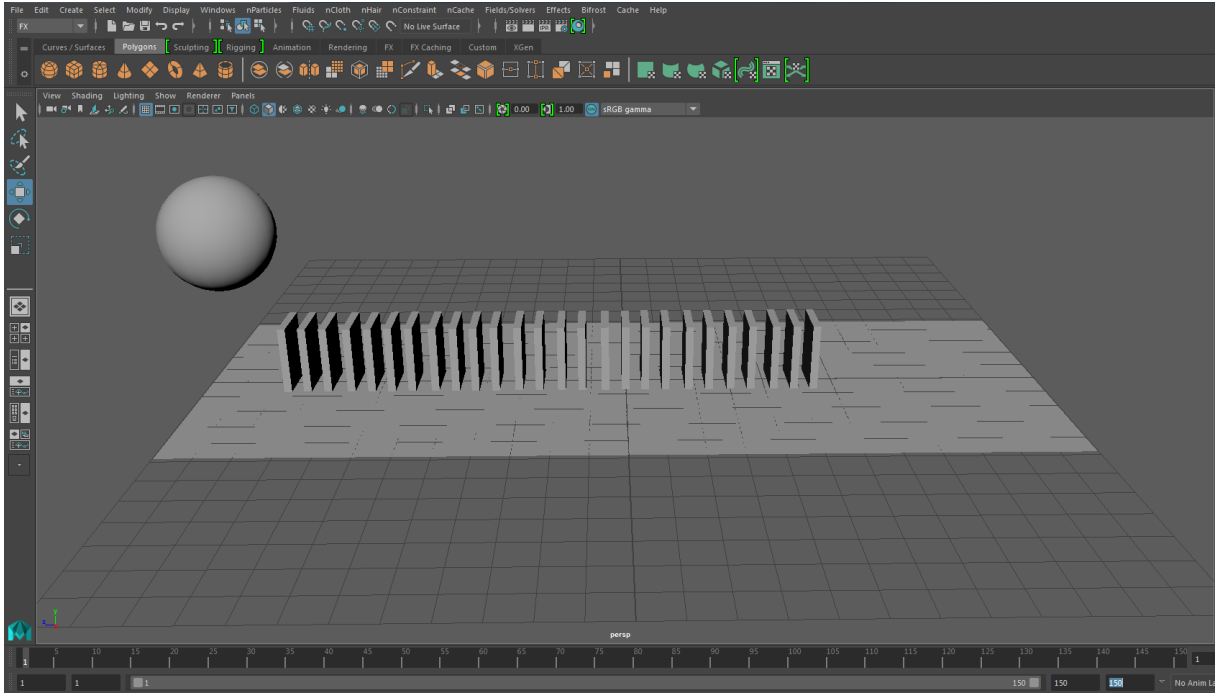 File Edit Create Select Modify Display Windows nParticles Fluids nCloth nHair nConstraint nCache Fields/Solvers Effects Bifrost Cache Help
FX No Live Surface
Curves / Surfaces Polygons Sculpting Rigging Animation Rendering FX FX Caching Custom XGen
View Shading Lighting Show Renderer Panels
0.00 1.00 sRGB gamma
y
z
persp
5 10 15 20 25 30 35 40 45 50 55 60 65 70 75 80 85 90 95 100 105 110 115 120 125 130 135 140 145 150
1 1
1 1 1 150 150 150 No Anim La